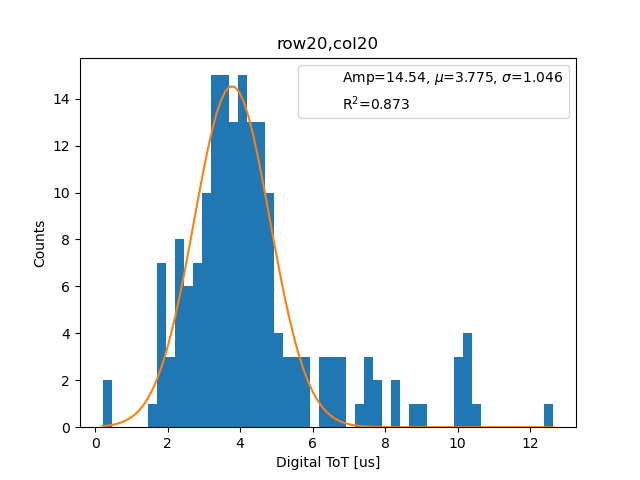 row20,col20
Amp=14.54, μ=3.775, σ=1.046
R²=0.873
Counts
14
12
10
8
6
4
2
0
0 2 4 6 8 10 12
Digital ToT [us]